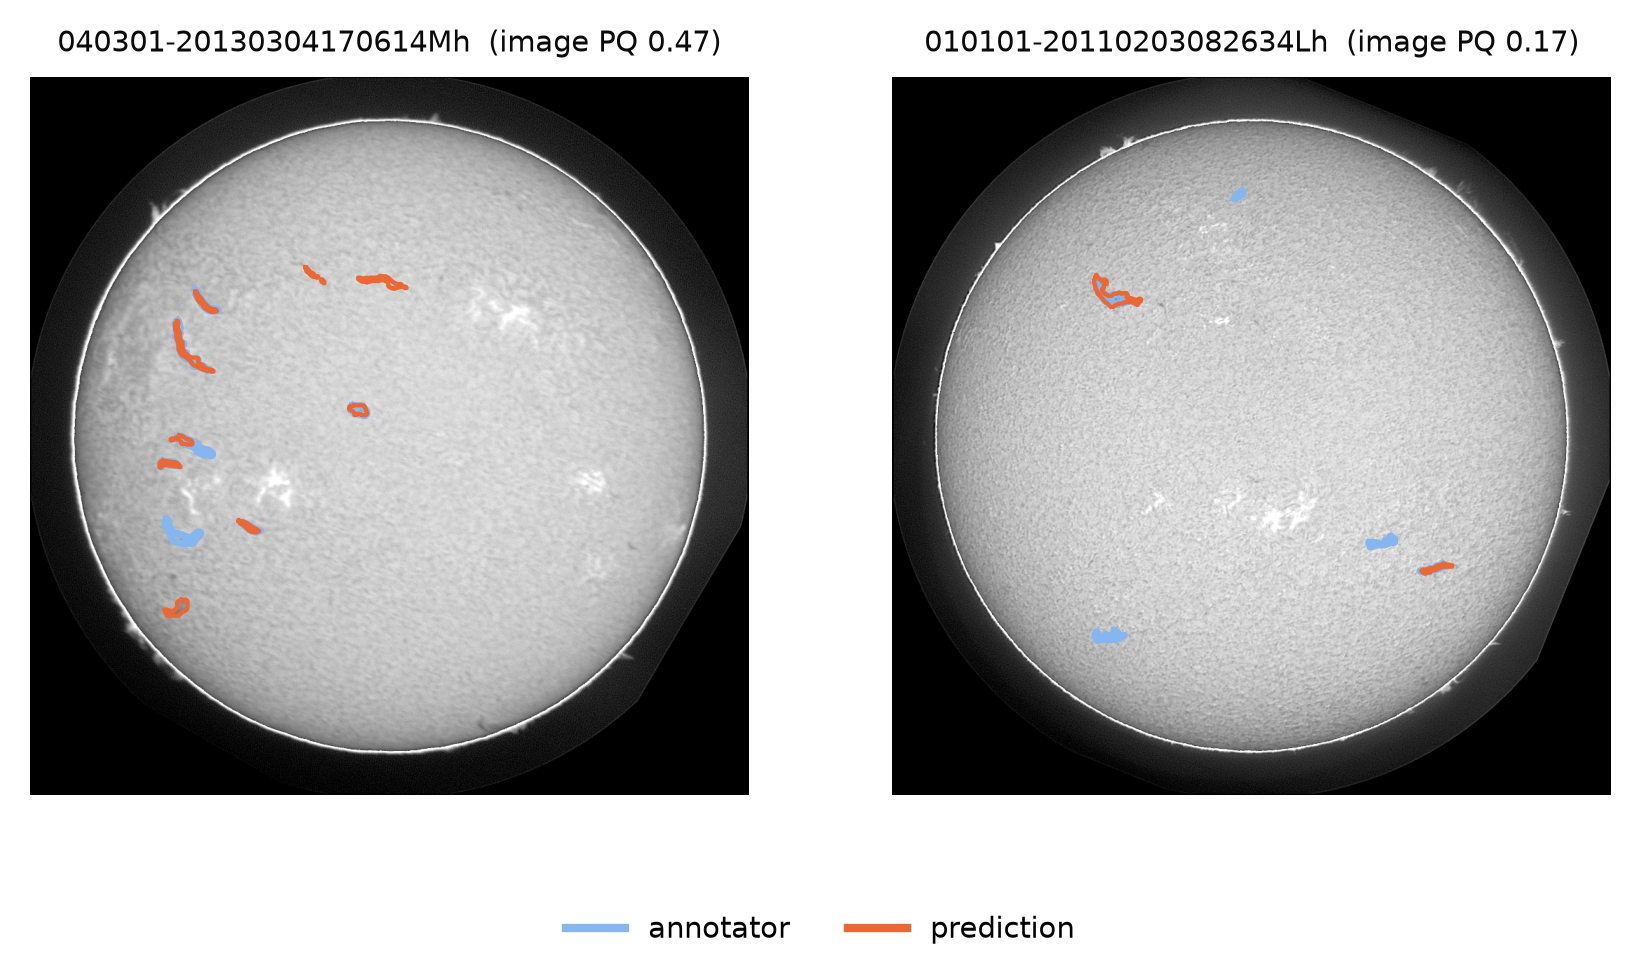 040301-20130304170614Mh (image PQ 0.47)
010101-20110203082634Lh (image PQ 0.17)
annotator
prediction